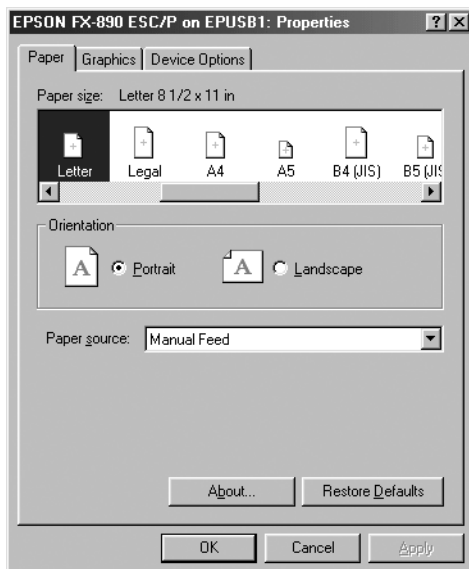 EPSON FX-890 ESC/P on EPUSB1: Properties
Paper Graphics Device Options
Paper size: Letter 8 1/2 x 11 in
Letter Legal A4 A5 B4 (JIS) B5 (JIS
Orientation
A Portrait A Landscape
Paper source: Manual Feed
About... Restore Defaults
OK Cancel Apply